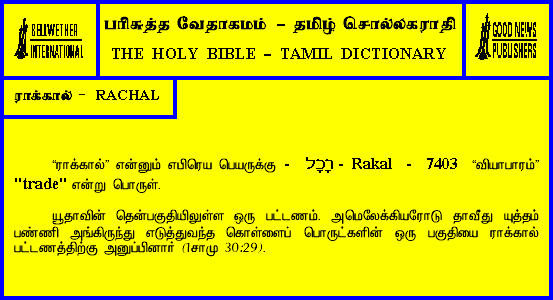 BELLWETHER
INTERNATIONAL
பரிசுத்த வேதாகமம் - தமிழ் சொல்லகராதி
THE HOLY BIBLE - TAMIL DICTIONARY
GOOD NEWS
PUBLISHERS
ராக்கால் - RACHAL
“ராக்கால்” என்னும் எபிரெய பெயருக்கு - רָכָל - Rakal - 7403 “வியாபாரம்”
"trade" என்று பொருள்.
யூதாவின் தென்பகுதியிலுள்ள ஒரு பட்டணம். அமெலேக்கியரோடு தாவீது யுத்தம்
பண்ணி அங்கிருந்து எடுத்துவந்த கொள்ளைப் பொருட்களின் ஒரு பகுதியை ராக்கால்
பட்டணத்திற்கு அனுப்பினார் (1சாமு 30:29).